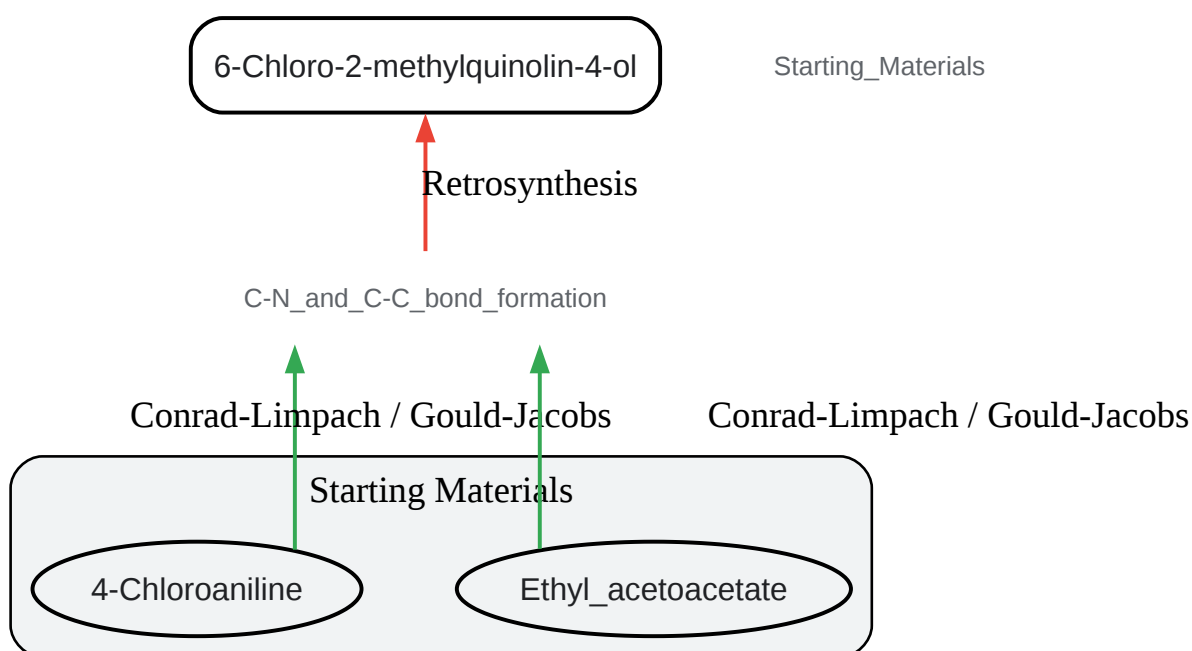 6-Chloro-2-methylquinolin-4-ol
Starting_Materials
Retrosynthesis
C-N_and_C-C_bond_formation
Conrad-Limpach / Gould-Jacobs
Conrad-Limpach / Gould-Jacobs
Starting Materials
4-Chloroaniline
Ethyl_acetoacetate